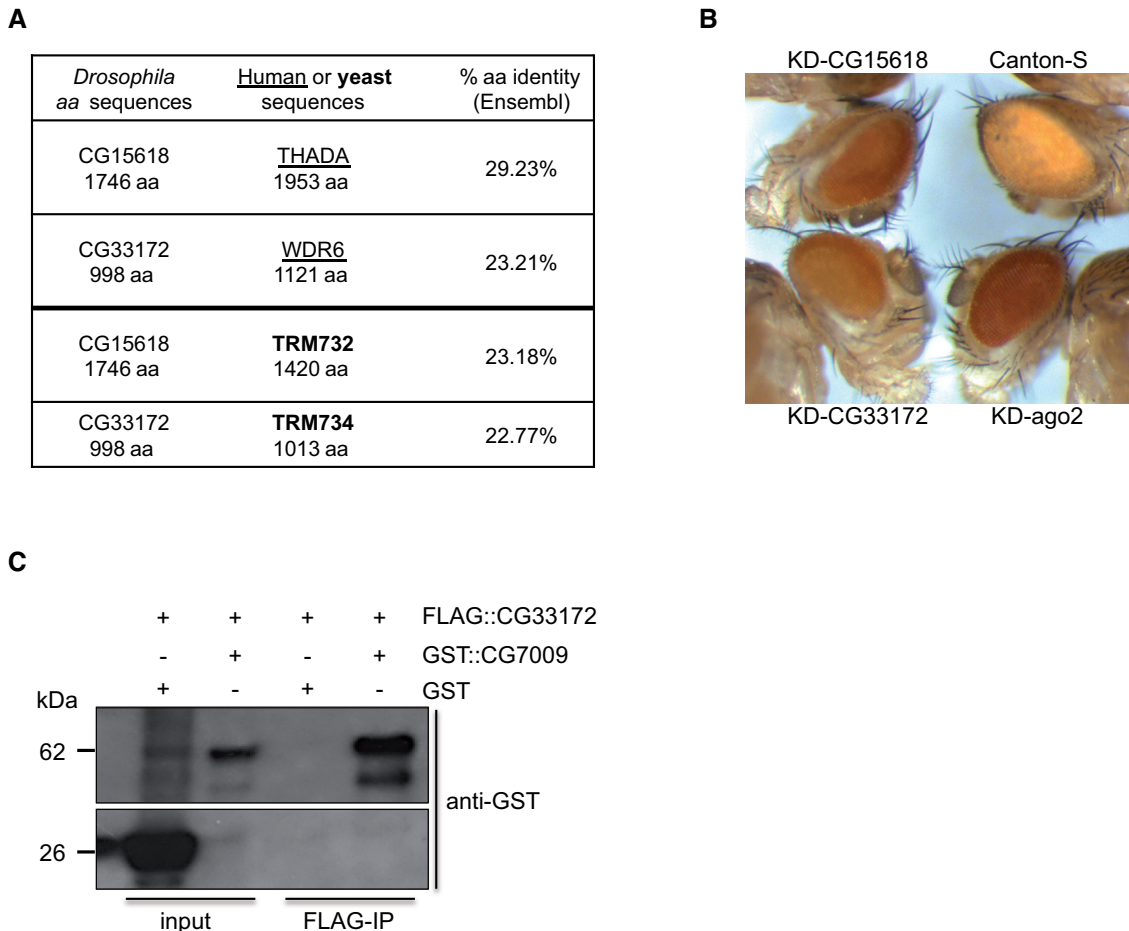 A
Drosophila aa sequences
Human or yeast sequences
% aa identity (Ensembl)
CG15618 1746 aa
THADA 1953 aa
29.23%
CG33172 998 aa
WDR6 1121 aa
23.21%
CG15618 1746 aa
TRM732 1420 aa
23.18%
CG33172 998 aa
TRM734 1013 aa
22.77%
B
KD-CG15618 Canton-S
KD-CG33172 KD-ago2
C
+ + + + FLAG::CG33172
- + - + GST::CG7009
+ - + - GST
kDa
62
26
anti-GST
input FLAG-IP